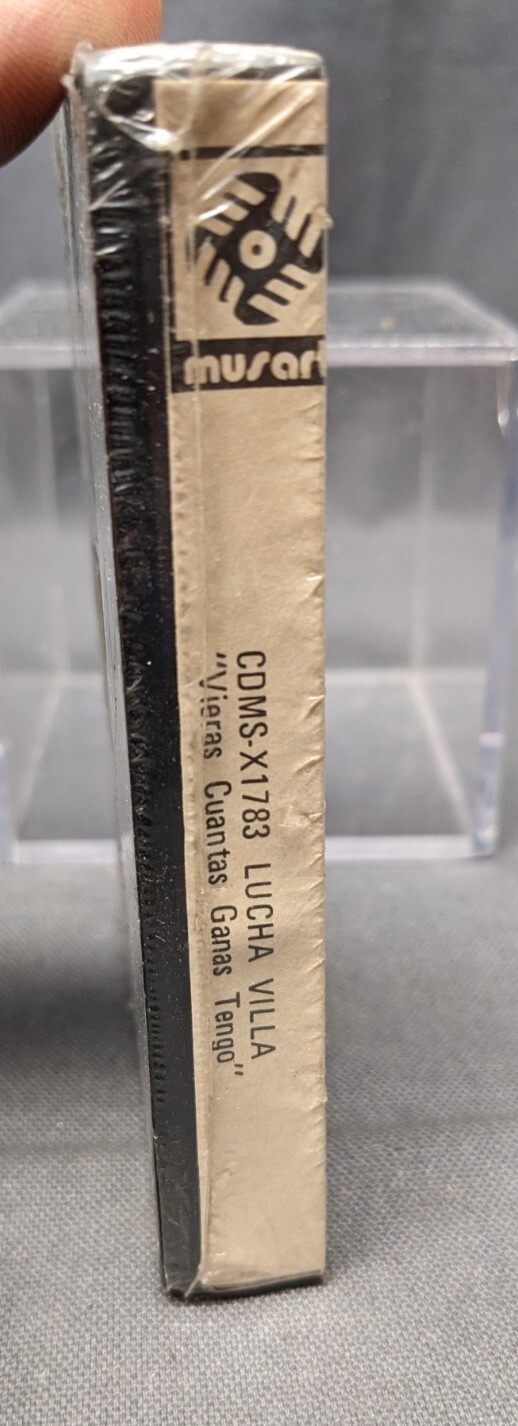 musart
CDMS-X1783 LUCHA VILLA
"Vieras Cuantas Ganas Tengo"